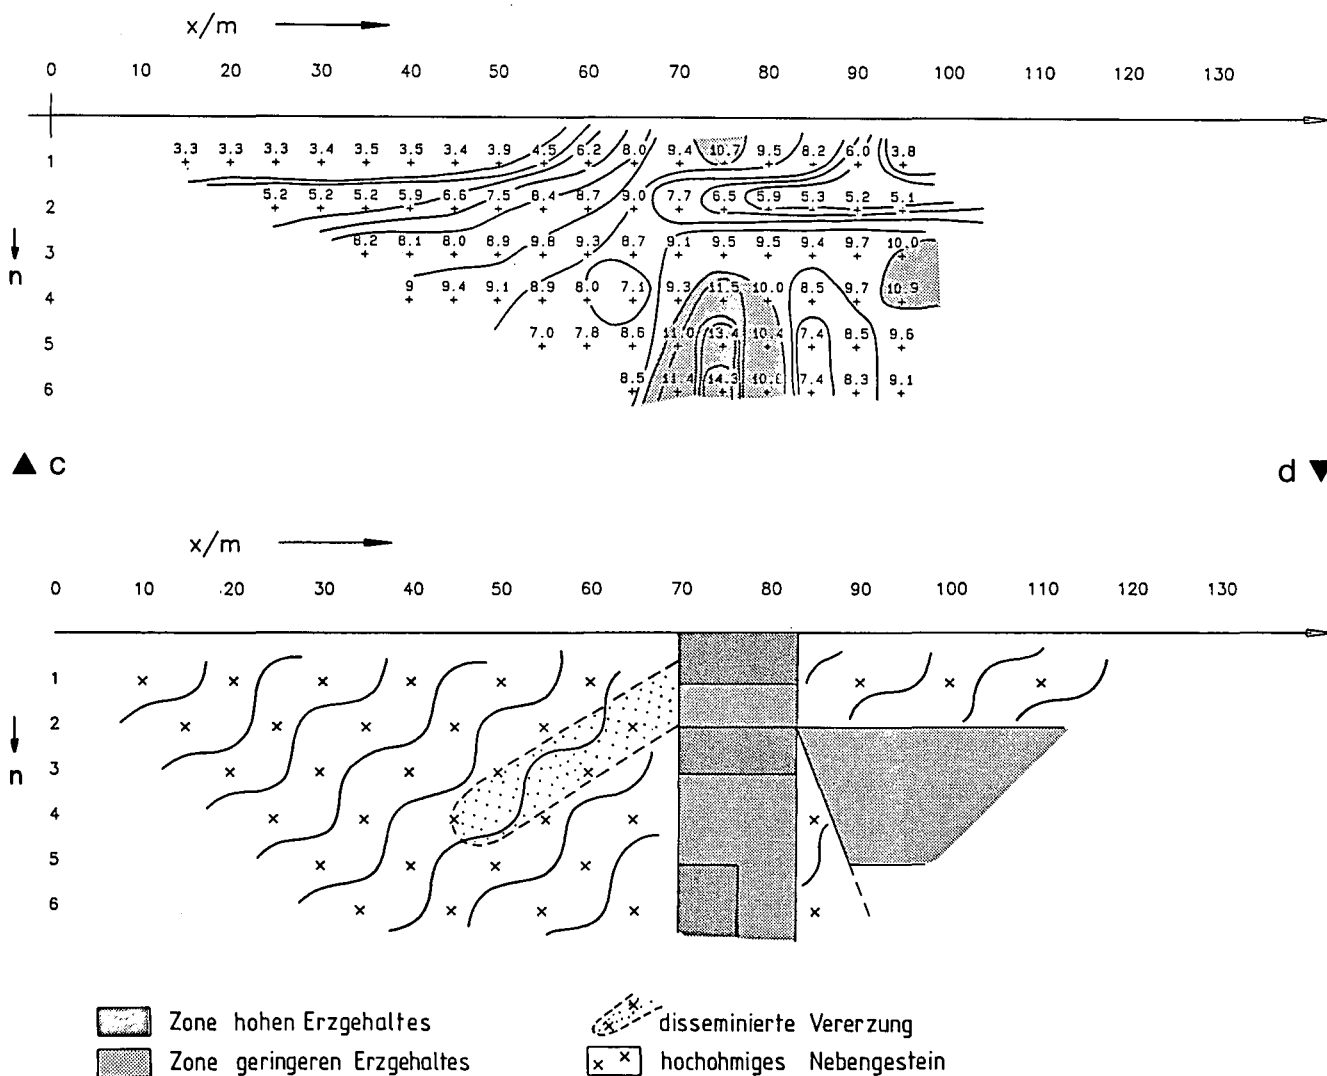 x/m
0 10 20 30 40 50 60 70 80 90 100 110 120 130
1 3.3 3.3 3.3 3.4 3.5 3.5 3.4 3.9 4.5 6.2 8.0 9.4 10.7 9.5 8.2 6.0 3.8
2 5.2 5.2 5.2 5.9 6.6 7.5 8.4 8.7 9.0 7.7 6.5 5.9 5.3 5.2 5.1
n
3 8.2 8.1 8.0 8.9 9.8 9.3 8.7 9.1 9.5 9.5 9.4 9.7 10.0
4 9 9.4 9.1 8.9 8.0 7.1 9.3 11.5 10.0 8.5 9.7 10.9
5 7.0 7.8 8.6 11.0 13.4 10.4 7.4 8.5 9.6
6 8.5 11.4 14.3 7.4 8.3 9.1
▲ c d ▼
x/m
0 10 20 30 40 50 60 70 80 90 100 110 120 130
1
2
n
3
4
5
6
Zone hohen Erzgehaltes disseminierte Vererzung
Zone geringeren Erzgehaltes hochohmiges Nebengestein